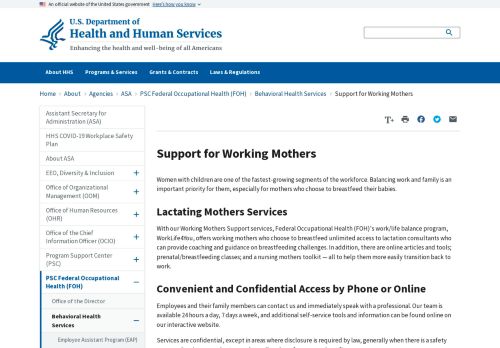 An official website of the United States government Here's how you know
U.S. Department of
Health and Human Services
Enhancing the health and well-being of all Americans
About HHS Programs & Services Grants & Contracts Laws & Regulations
Home › About › Agencies › ASA › PSC Federal Occupational Health (FOH) › Behavioral Health Services › Support for Working Mothers
Assistant Secretary for
Administration (ASA)
HHS COVID-19 Workplace Safety
Plan
About ASA
EEO, Diversity & Inclusion +
Office of Organizational
Management (OOM) +
Office of Human Resources
(OHR) +
Office of the Chief
Information Officer (OCIO) +
Program Support Center
(PSC) +
PSC Federal Occupational
Health (FOH) −
Office of the Director
Behavioral Health
Services −
Employee Assistant Program (EAP)
T+
Support for Working Mothers
Women with children are one of the fastest-growing segments of the workforce. Balancing work and family is an
important priority for them, especially for mothers who choose to breastfeed their babies.
Lactating Mothers Services
With our Working Mothers Support services, Federal Occupational Health (FOH)'s work/life balance program,
WorkLife4You, offers working mothers who choose to breastfeed unlimited access to lactation consultants who
can provide coaching and guidance on breastfeeding challenges. In addition, there are online articles and tools;
prenatal/breastfeeding classes; and a nursing mothers toolkit — all to help them more easily transition back to
work.
Convenient and Confidential Access by Phone or Online
Employees and their family members can contact us and immediately speak with a professional. Our team is
available 24 hours a day, 7 days a week, and additional self-service tools and information can be found online on
our interactive website.
Services are confidential, except in areas where disclosure is required by law, generally when there is a safety